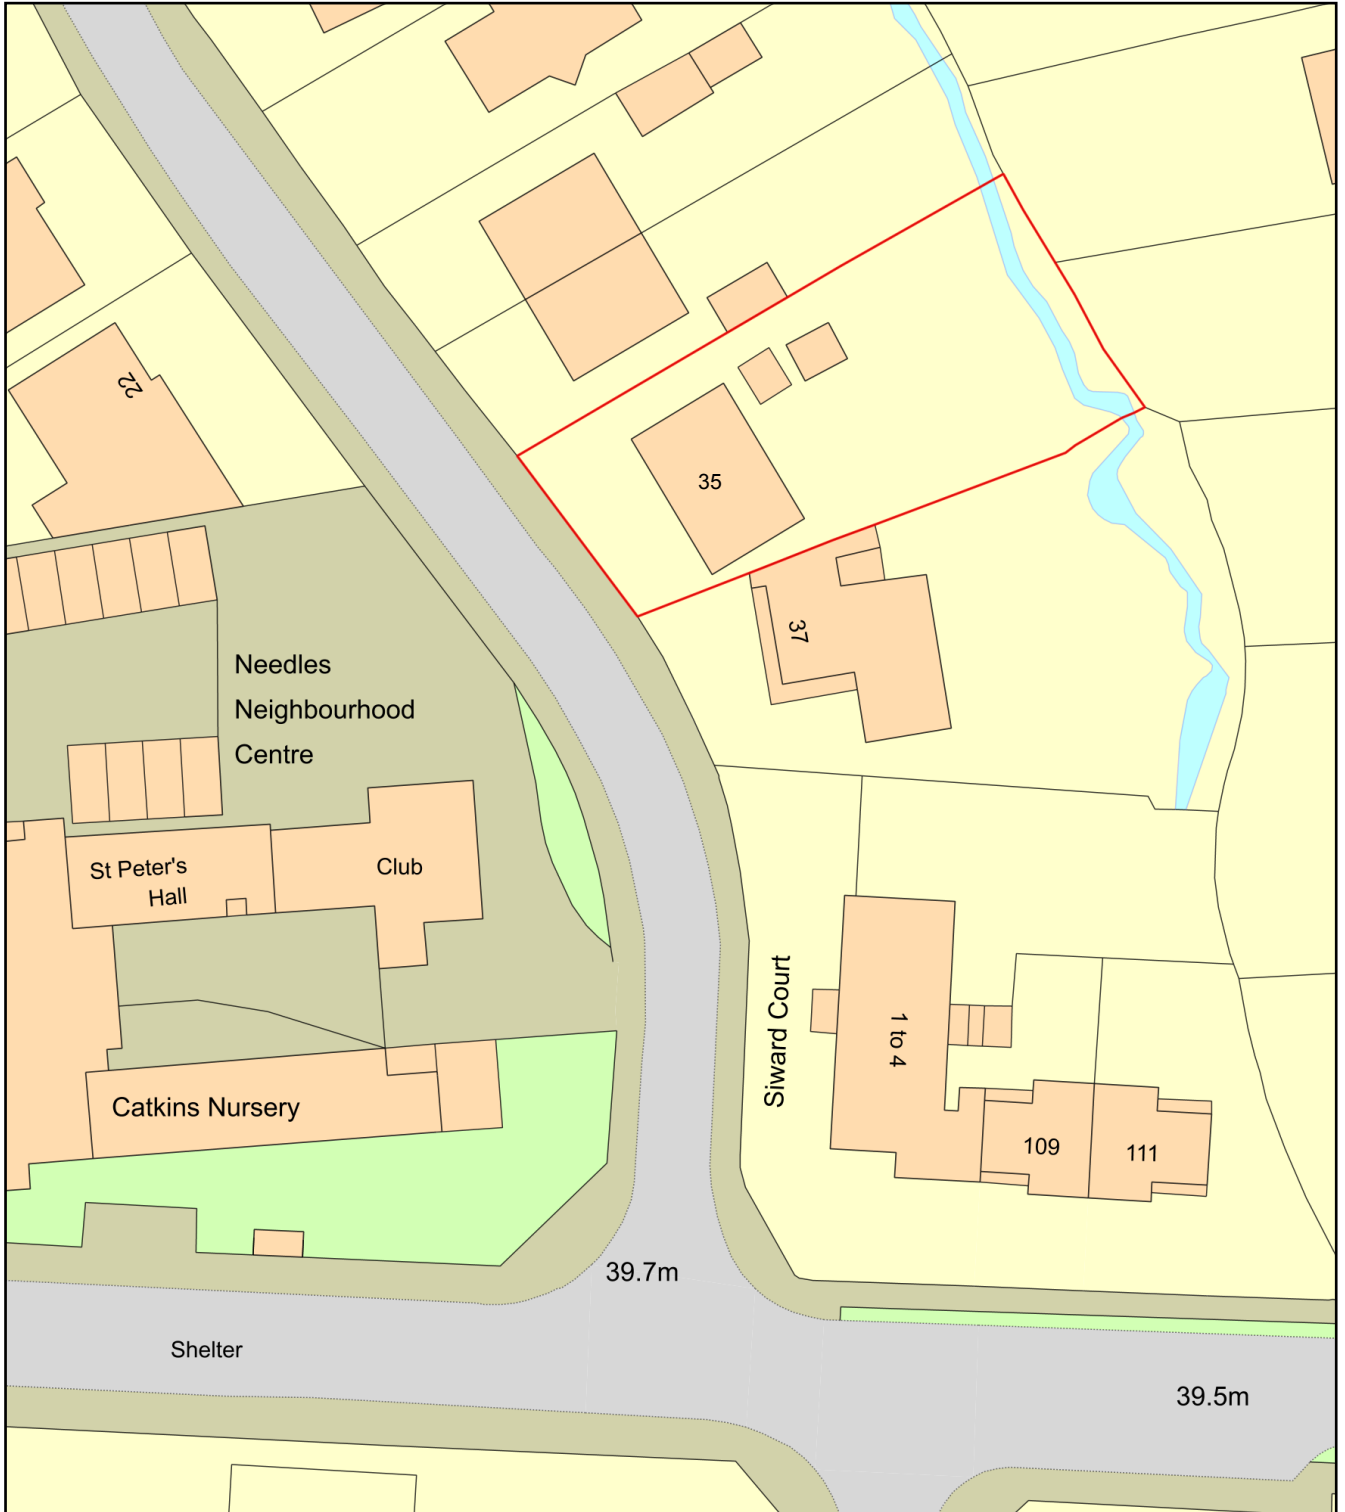 22
35
37
Needles
Neighbourhood
Centre
St Peter's
Hall
Club
Siward Court
1 to 4
Catkins Nursery
109
111
39.7m
Shelter
39.5m